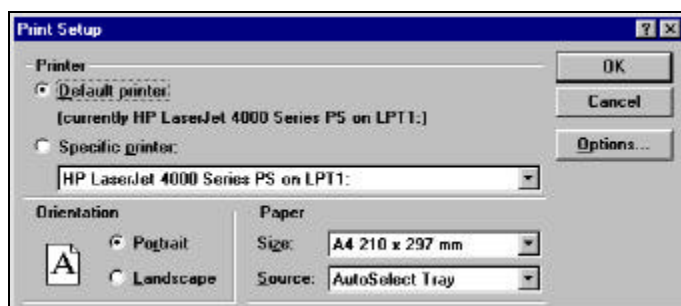 Print Setup
Printer
Default printer:
(currently HP LaserJet 4000 Series PS on LPT1:)
Specific printer:
HP LaserJet 4000 Series PS on LPT1:
OK
Cancel
Options...
Orientation
A
Portrait
Landscape
Paper
Size: A4 210 x 297 mm
Source: AutoSelect Tray